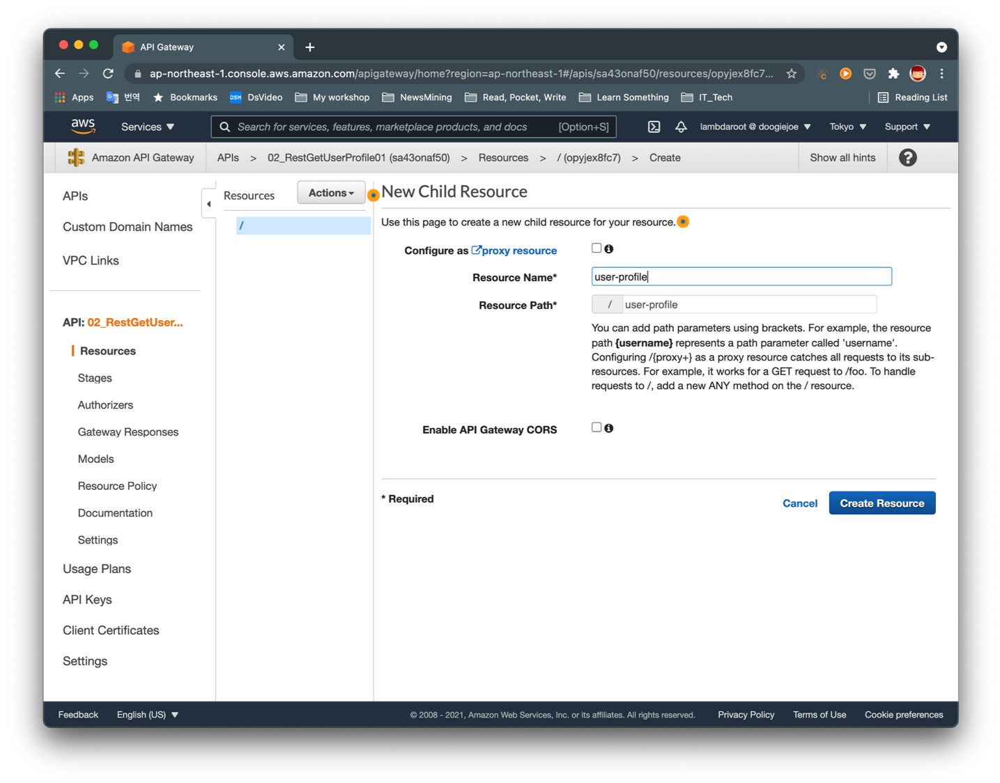 API Gateway
ap-northeast-1.console.aws.amazon.com/apigateway/home?region=ap-northeast-1#/apis/sa43onaf50/resources/opyjex8fc7...
Apps
번역
Bookmarks
DSM DsVideo
My workshop
NewsMining
Read, Pocket, Write
Learn Something
IT_Tech
Reading List
aws
Services
Search for services, features, marketplace products, and docs [Option+S]
lambdaroot @ doogiejoe
Tokyo
Support
Amazon API Gateway
APIs > 02_RestGetUserProfile01 (sa43onaf50) > Resources > / (opyjex8fc7) > Create
Show all hints
?
APIs
Custom Domain Names
VPC Links
API: 02_RestGetUser...
Resources
Stages
Authorizers
Gateway Responses
Models
Resource Policy
Documentation
Settings
Usage Plans
API Keys
Client Certificates
Settings
Resources
Actions
/
New Child Resource
Use this page to create a new child resource for your resource.
Configure as proxy resource
Resource Name*
user-profile
Resource Path*
/ user-profile
You can add path parameters using brackets. For example, the resource
path {username} represents a path parameter called 'username'.
Configuring /{proxy+} as a proxy resource catches all requests to its sub-
resources. For example, it works for a GET request to /foo. To handle
requests to /, add a new ANY method on the / resource.
Enable API Gateway CORS
* Required
Cancel
Create Resource
Feedback
English (US)
© 2008 - 2021, Amazon Web Services, Inc. or its affiliates. All rights reserved.
Privacy Policy
Terms of Use
Cookie preferences